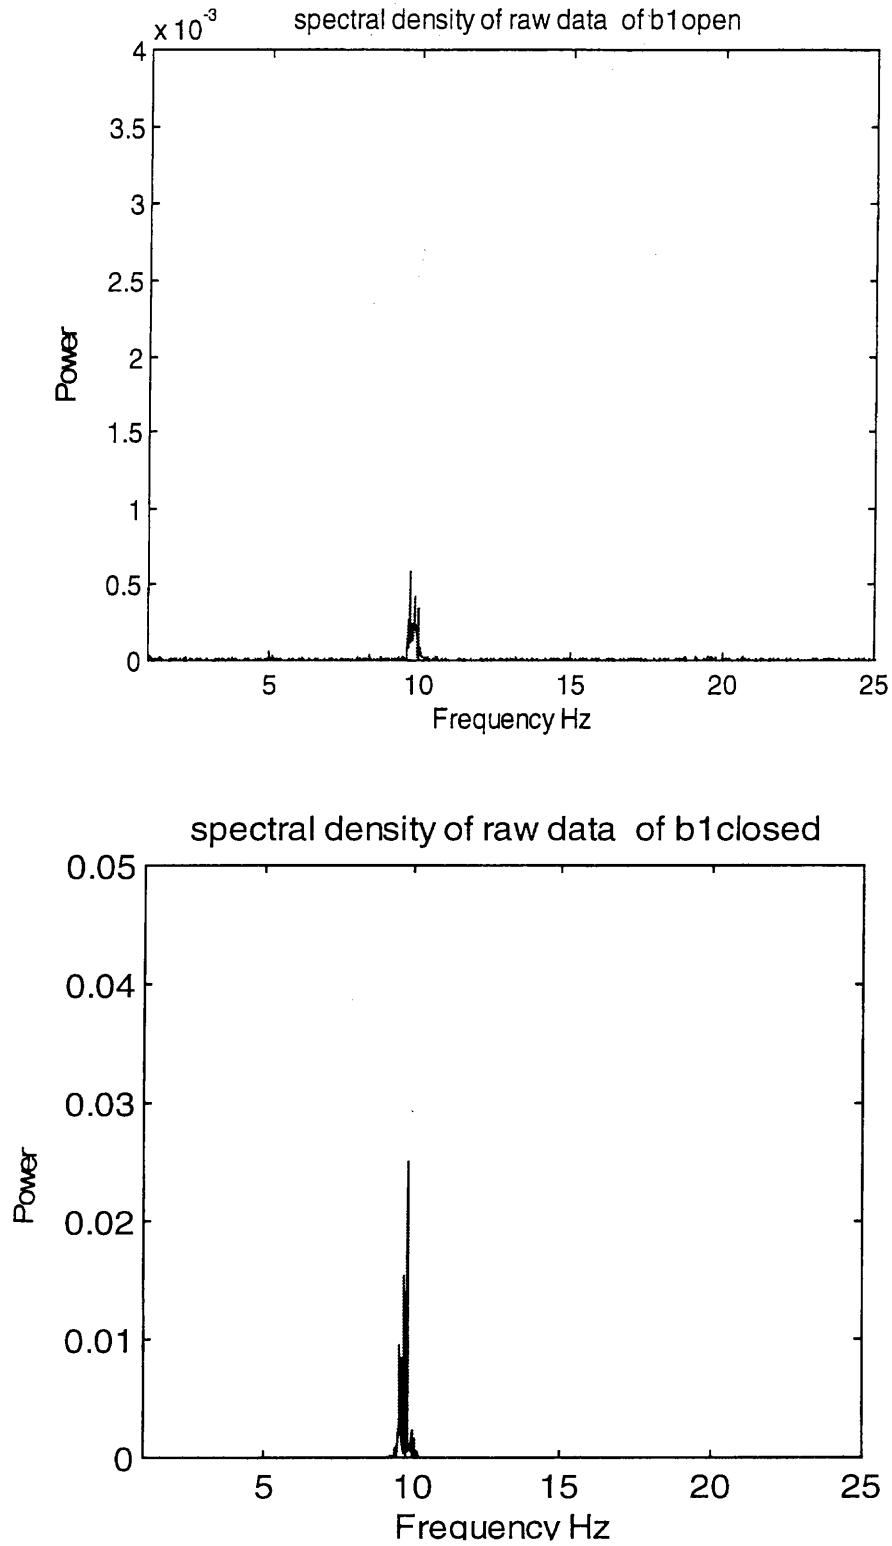 x 10-3
spectral density of raw data of b1open
4
3.5
3
2.5
2
1.5
1
0.5
0
Power
5 10 15 20 25
Frequency Hz
spectral density of raw data of b1closed
0.05
0.04
0.03
0.02
0.01
0
Power
5 10 15 20 25
Frequency Hz